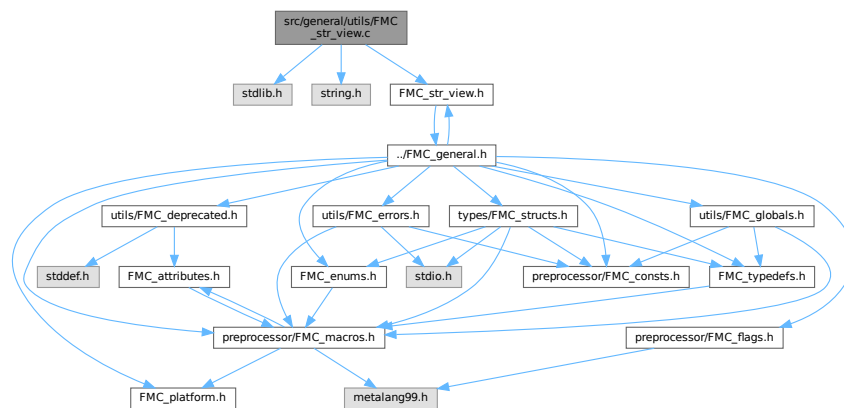 src/general/utils/FMC
_str_view.c
stdlib.h
string.h
FMC_str_view.h
../FMC_general.h
utils/FMC_deprecated.h
utils/FMC_errors.h
types/FMC_structs.h
utils/FMC_globals.h
stddef.h
FMC_attributes.h
FMC_enums.h
stdio.h
preprocessor/FMC_consts.h
FMC_typedefs.h
preprocessor/FMC_macros.h
preprocessor/FMC_flags.h
FMC_platform.h
metalang99.h